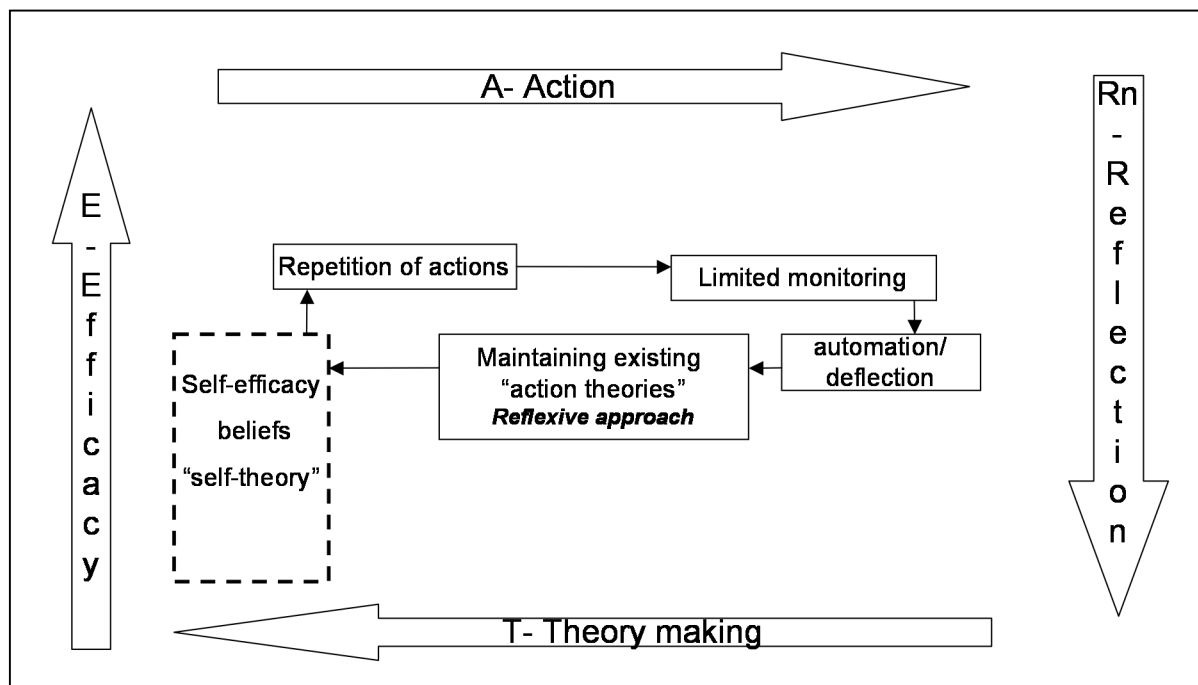 A- Action
Rn
-
R
e
f
l
e
c
t
i
o
n
E
-
E
f
f
i
c
a
c
y
Repetition of actions
Limited monitoring
automation/
deflection
Maintaining existing
“action theories”
Reflexive approach
Self-efficacy
beliefs
“self-theory”
T- Theory making